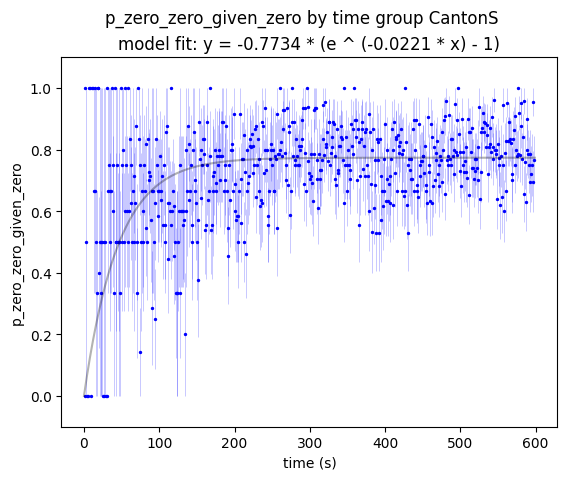 p_zero_zero_given_zero by time group CantonS
model fit: y = -0.7734 * (e ^ (-0.0221 * x) - 1)
p_zero_zero_given_zero
1.0
0.8
0.6
0.4
0.2
0.0
0 100 200 300 400 500 600
time (s)